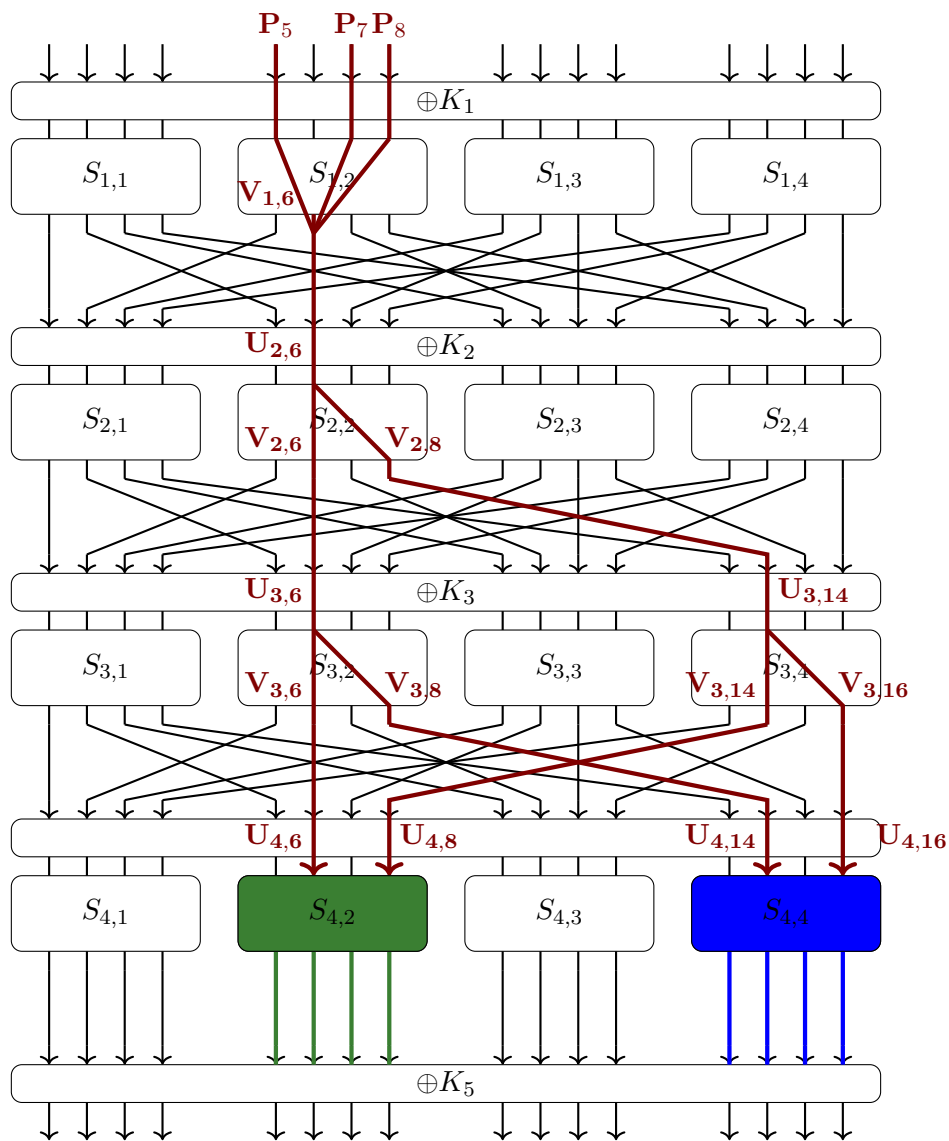 P₅ P₇ P₈
⊕K₁
S₁,₁ S₁,₂ S₁,₃ S₁,₄
V₁,₆
U₂,₆ ⊕K₂
S₂,₁ S₂,₂ S₂,₃ S₂,₄
V₂,₆ V₂,₈
U₃,₆ ⊕K₃ U₃,₁₄
S₃,₁ S₃,₂ S₃,₃ S₃,₄
V₃,₆ V₃,₈ V₃,₁₄ V₃,₁₆
U₄,₆ U₄,₈ U₄,₁₄ U₄,₁₆
S₄,₁ S₄,₂ S₄,₃ S₄,₄
⊕K₅